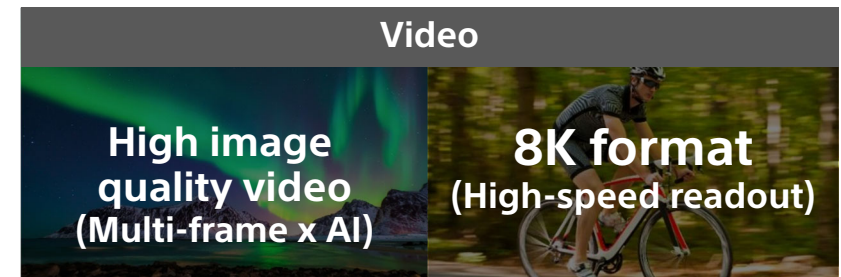 Video
High image
quality video
(Multi-frame x AI)
8K format
(High-speed readout)